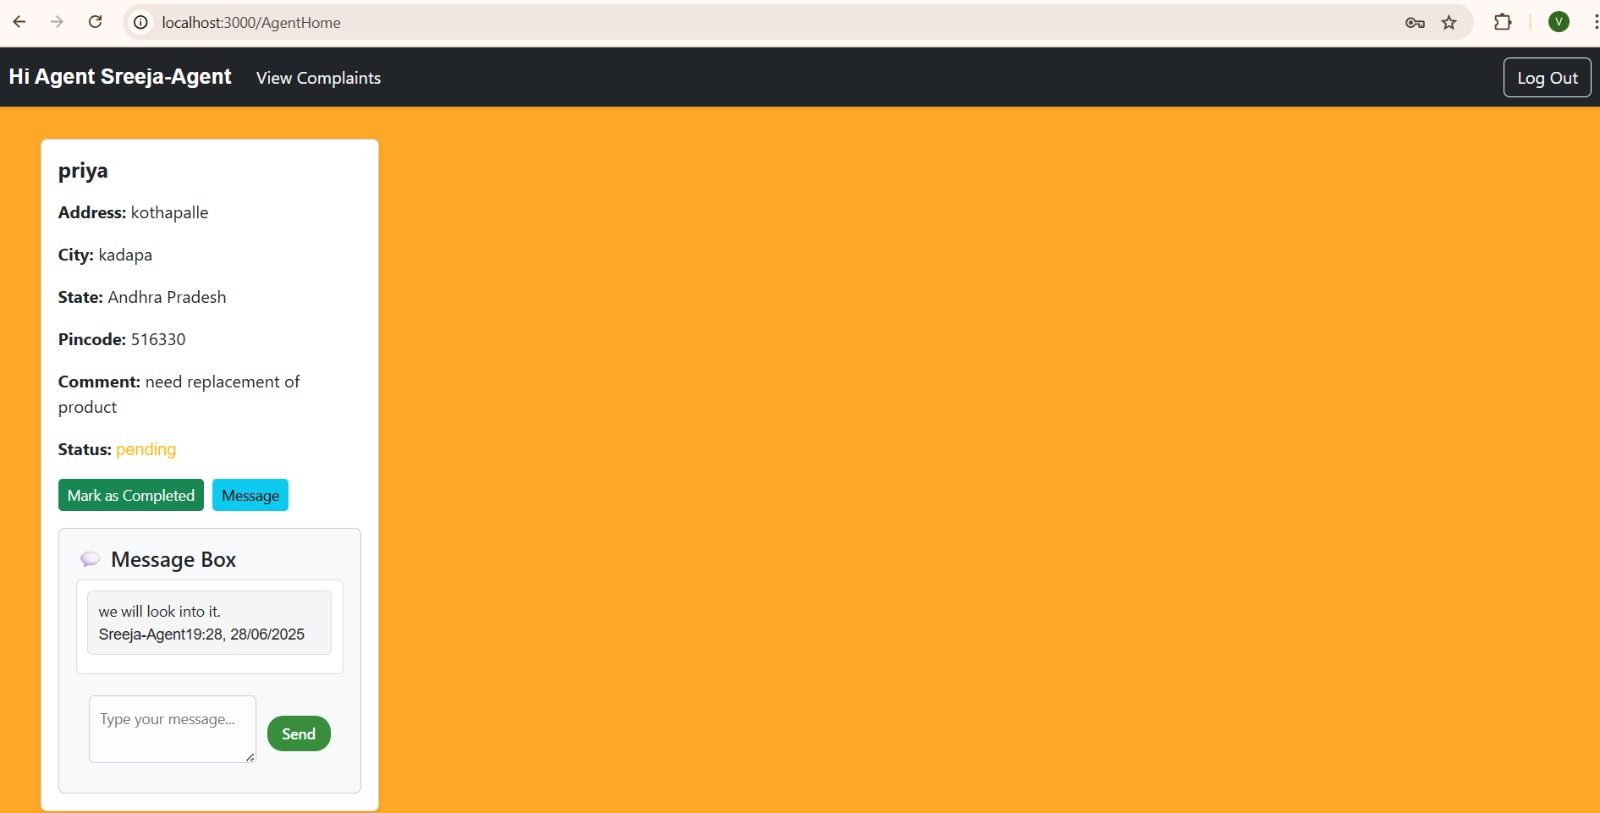 localhost:3000/AgentHome
V
Hi Agent Sreeja-Agent
View Complaints
Log Out
priya
Address: kothapalle
City: kadapa
State: Andhra Pradesh
Pincode: 516330
Comment: need replacement of
product
Status: pending
Mark as Completed
Message
Message Box
we will look into it.
Sreeja-Agent19:28, 28/06/2025
Type your message...
Send